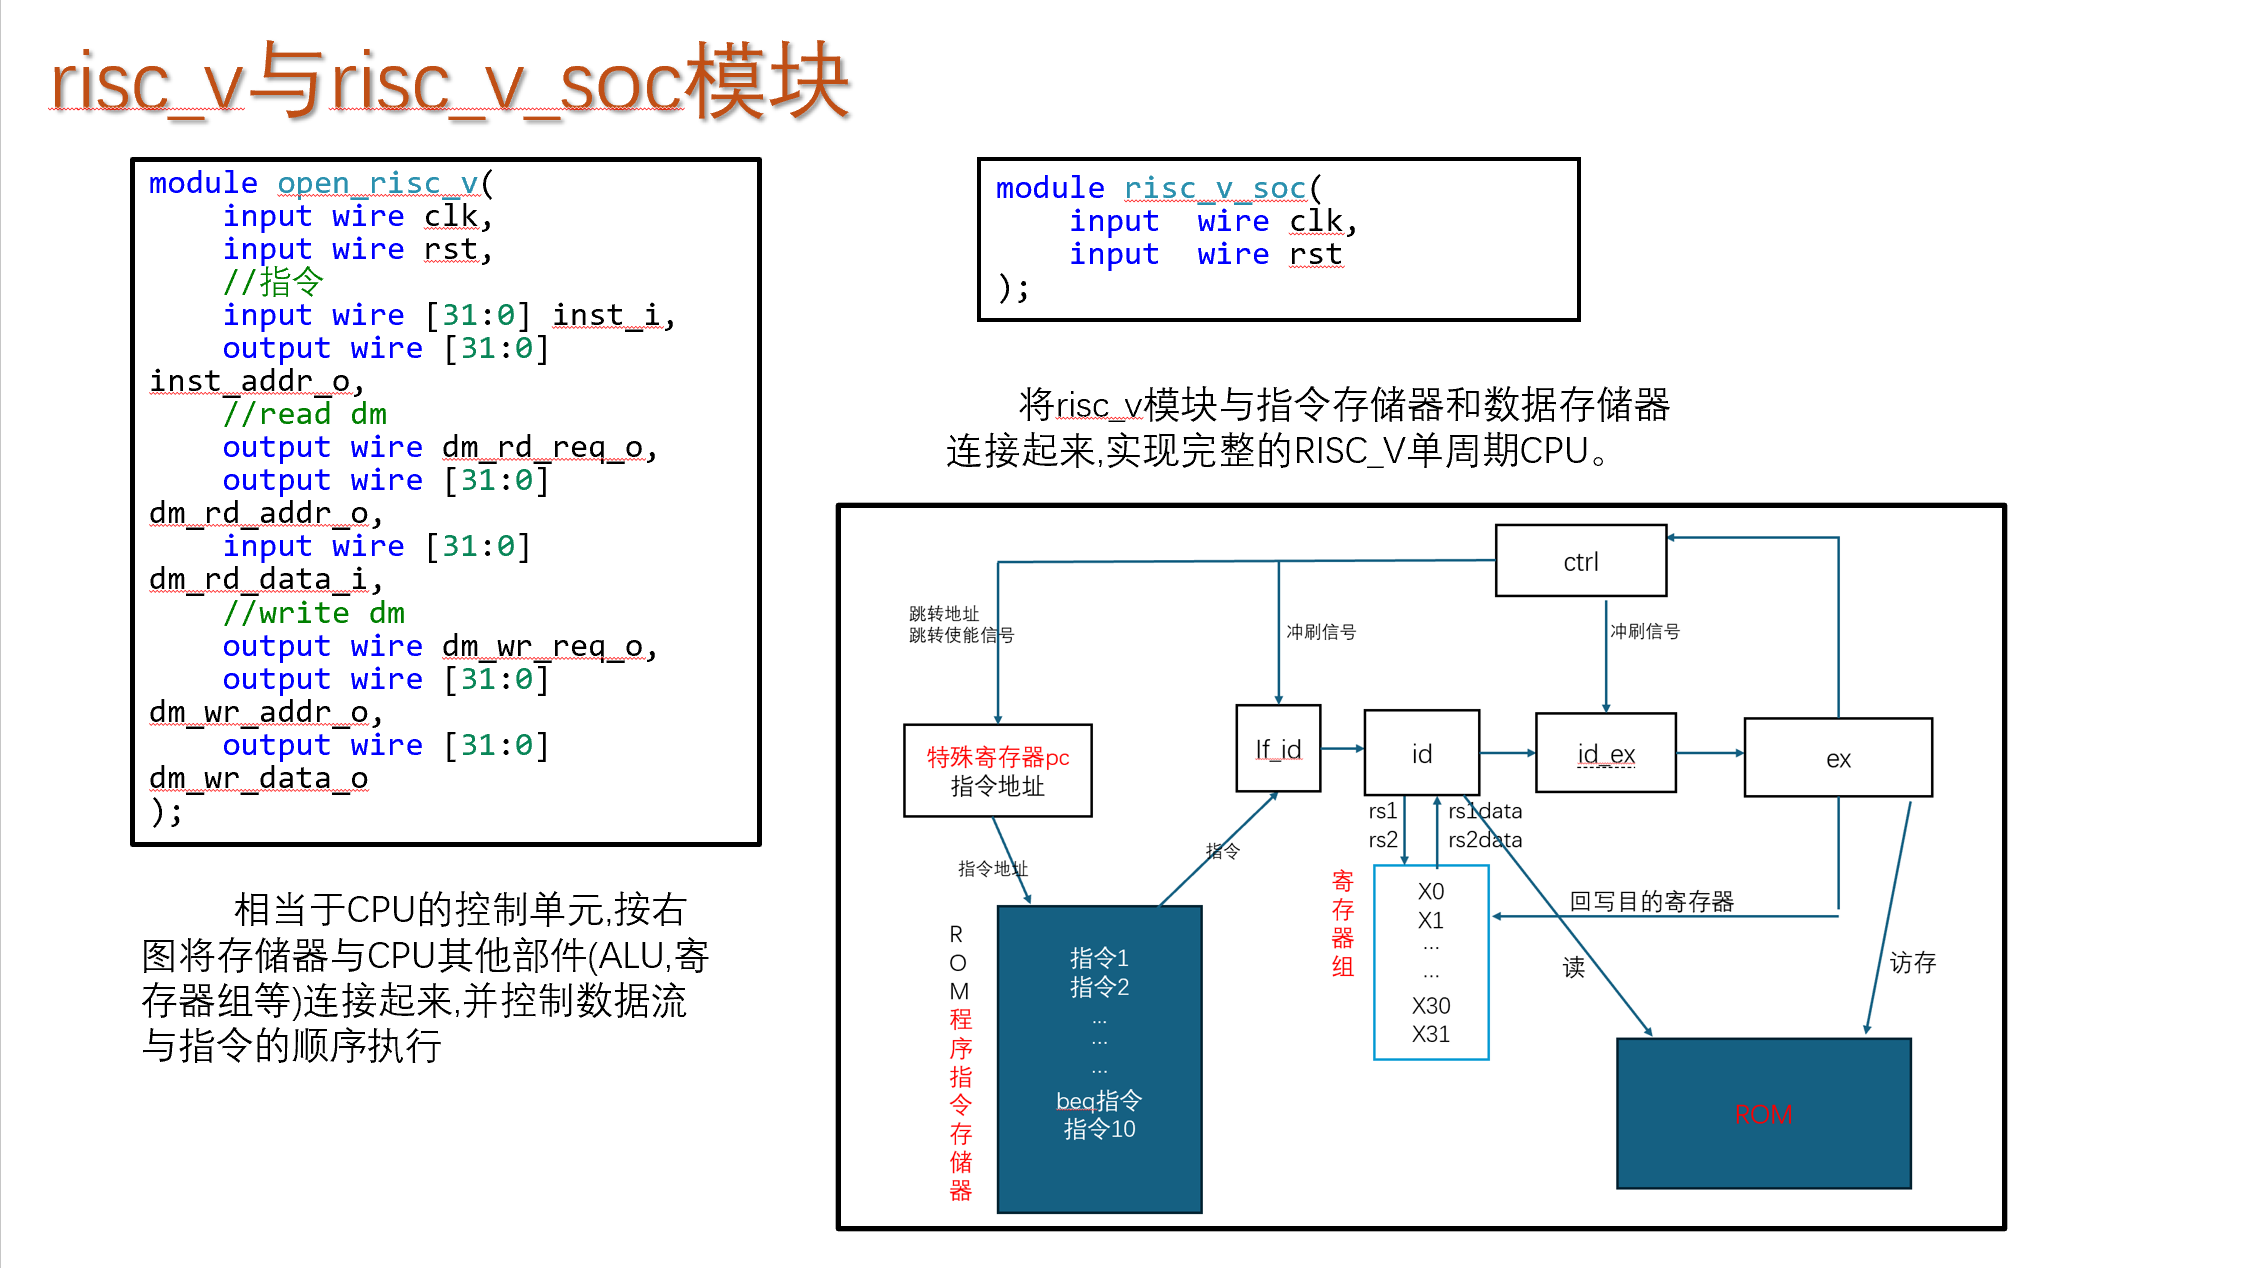 risc_v与risc_v_soc模块
module open_risc_v(
input wire clk,
input wire rst,
//指令
input wire [31:0] inst_i,
output wire [31:0]
inst_addr_o,
//read dm
output wire dm_rd_req_o,
output wire [31:0]
dm_rd_addr_o,
input wire [31:0]
dm_rd_data_i,
//write dm
output wire dm_wr_req_o,
output wire [31:0]
dm_wr_addr_o,
output wire [31:0]
dm_wr_data_o
);
相当于CPU的控制单元,按右
图将存储器与CPU其他部件(ALU,寄
存器组等)连接起来,并控制数据流
与指令的顺序执行
module risc_v_soc(
input  wire clk,
input  wire rst
);
将risc_v模块与指令存储器和数据存储器
连接起来,实现完整的RISC_V单周期CPU。
ctrl
跳转地址
跳转使能信号
冲刷信号
冲刷信号
特殊寄存器pc
指令地址
If_id
id
id_ex
ex
rs1
rs2
rs1data
rs2data
指令地址
指令
寄
存
器
组
X0
X1
...
...
X30
X31
回写目的寄存器
读
访存
R
O
M
程
序
指
令
存
储
器
指令1
指令2
...
...
...
beq指令
指令10
ROM